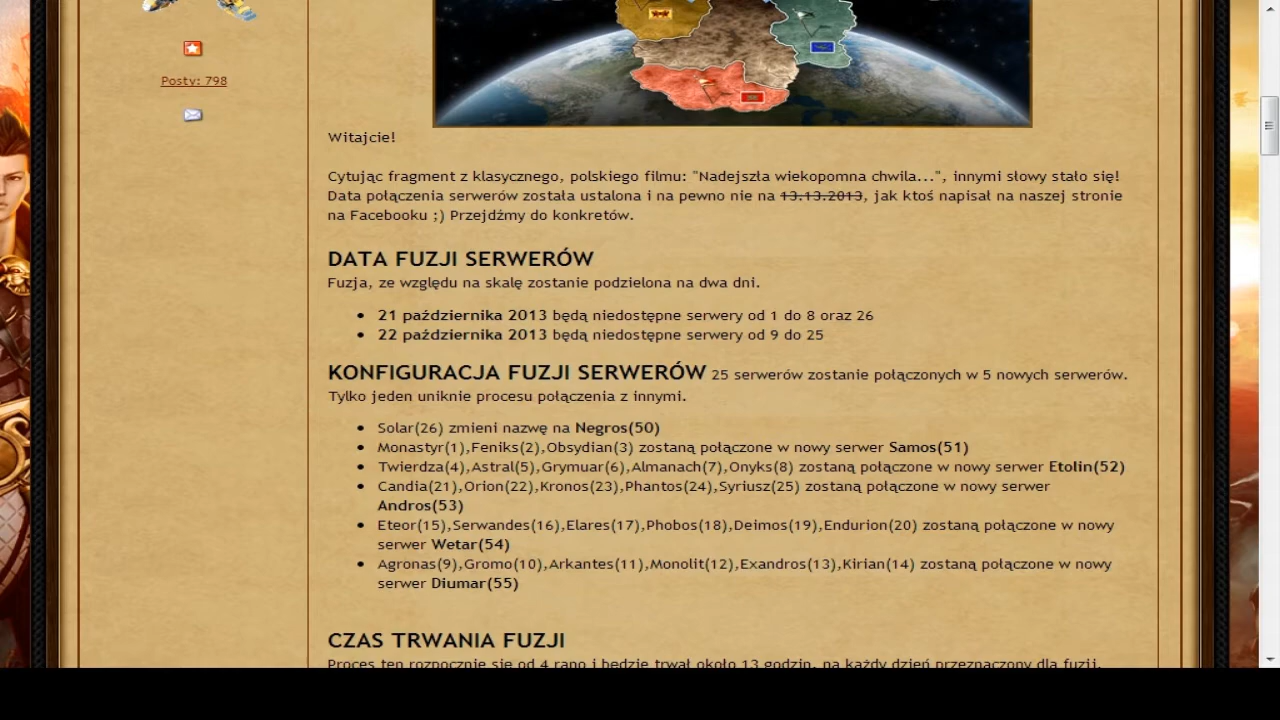 Posty: 798
Witajcie!
Cytując fragment z klasycznego, polskiego filmu: "Nadejszła wiekopomna chwila...", innymi słowy stało się!
Data połączenia serwerów została ustalona i na pewno nie na 13.13.2013, jak ktoś napisał na naszej stronie
na Facebooku ;) Przejdźmy do konkretów.
DATA FUZJI SERWERÓW
Fuzja, ze względu na skalę zostanie podzielona na dwa dni.
• 21 października 2013 będą niedostępne serwery od 1 do 8 oraz 26
• 22 października 2013 będą niedostępne serwery od 9 do 25
KONFIGURACJA FUZJI SERWERÓW 25 serwerów zostanie połączonych w 5 nowych serwerów.
Tylko jeden uniknie procesu połączenia z innymi.
• Solar(26) zmieni nazwę na Negros(50)
• Monastyr(1),Feniks(2),Obsydian(3) zostaną połączone w nowy serwer Samos(51)
• Twierdza(4),Astral(5),Grymuar(6),Almanach(7),Onyks(8) zostaną połączone w nowy serwer Etolin(52)
• Candia(21),Orion(22),Kronos(23),Phantos(24),Syriusz(25) zostaną połączone w nowy serwer
Andros(53)
• Eteor(15),Serwandes(16),Elares(17),Phobos(18),Deimos(19),Endurion(20) zostaną połączone w nowy
serwer Wetar(54)
• Agronas(9),Gromo(10),Arkantes(11),Monolit(12),Exandros(13),Kirian(14) zostaną połączone w nowy
serwer Diumar(55)
CZAS TRWANIA FUZJI
Proces ten rozpocznie się od 4 rano i będzie trwał około 13 godzin, na każdy dzień przeznaczony dla fuzji.